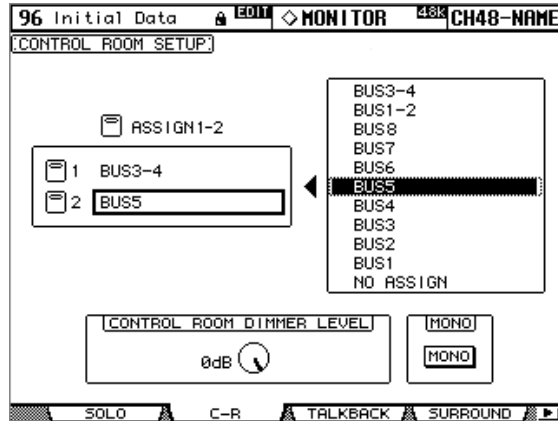 96 Initial Data EDIT ◇MONITOR 48K CH48-NAME
CONTROL ROOM SETUP
ASSIGN1-2
1 BUS3-4
2 BUS5
BUS3-4
BUS1-2
BUS8
BUS7
BUS6
BUS5
BUS4
BUS3
BUS2
BUS1
NO ASSIGN
CONTROL ROOM DIMMER LEVEL
0dB
MONO
MONO
SOLO C-R TALKBACK SURROUND